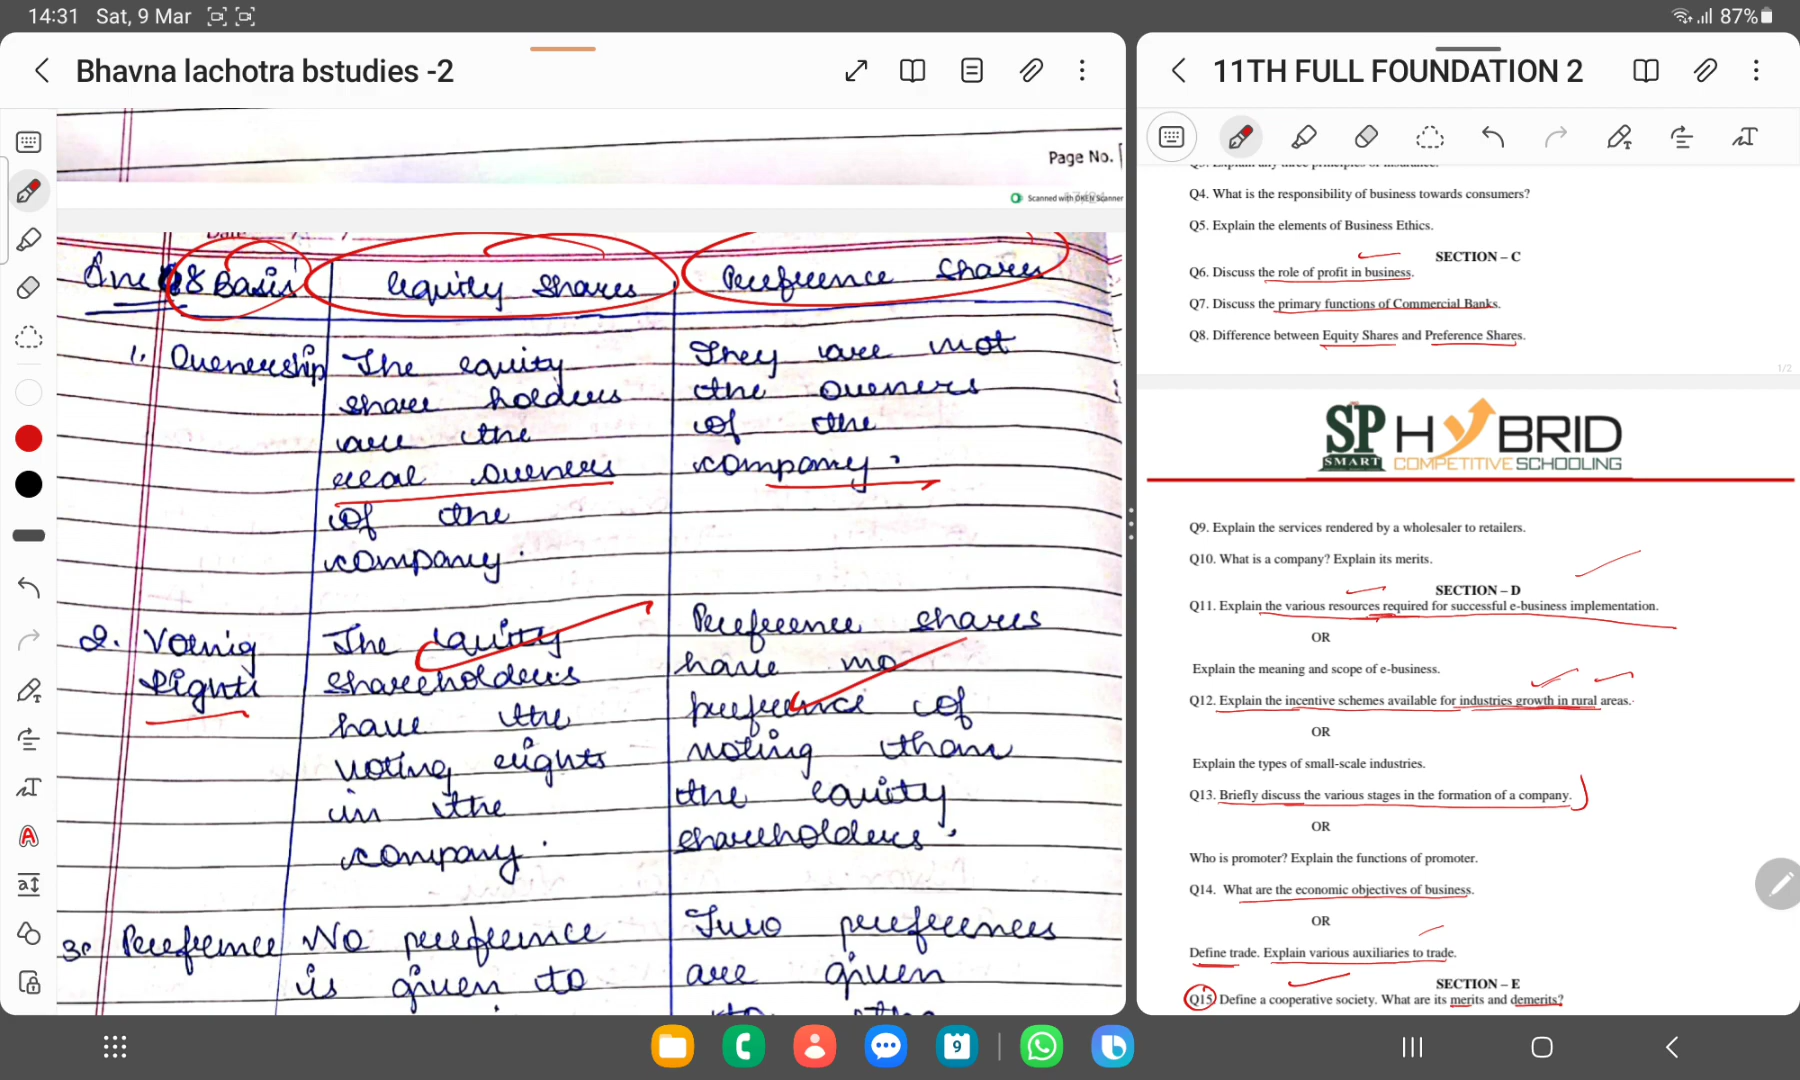 14:31 Sat, 9 Mar
87%
Bhavna lachotra bstudies -2
Page No.
Scanned with OKEN Scanner
Ans 8 Basis Equity Shares Preference Shares
1. Ownership The equity share holders are the real owners of the company.
They are not the owners of the company.
2. Voting Rights The equity shareholders have the voting rights in the company.
Preference shares have no preference of voting than the equity shareholders.
3. Preference No preference is given to
Two preferences are given
11TH FULL FOUNDATION 2
Q4. What is the responsibility of business towards consumers?
Q5. Explain the elements of Business Ethics.
SECTION – C
Q6. Discuss the role of profit in business.
Q7. Discuss the primary functions of Commercial Banks.
Q8. Difference between Equity Shares and Preference Shares.
1/2
SP HYBRID
SMART COMPETITIVE SCHOOLING
Q9. Explain the services rendered by a wholesaler to retailers.
Q10. What is a company? Explain its merits.
SECTION – D
Q11. Explain the various resources required for successful e-business implementation.
OR
Explain the meaning and scope of e-business.
Q12. Explain the incentive schemes available for industries growth in rural areas.
OR
Explain the types of small-scale industries.
Q13. Briefly discuss the various stages in the formation of a company.
OR
Who is promoter? Explain the functions of promoter.
Q14. What are the economic objectives of business.
OR
Define trade. Explain various auxiliaries to trade.
SECTION – E
Q15 Define a cooperative society. What are its merits and demerits?
9